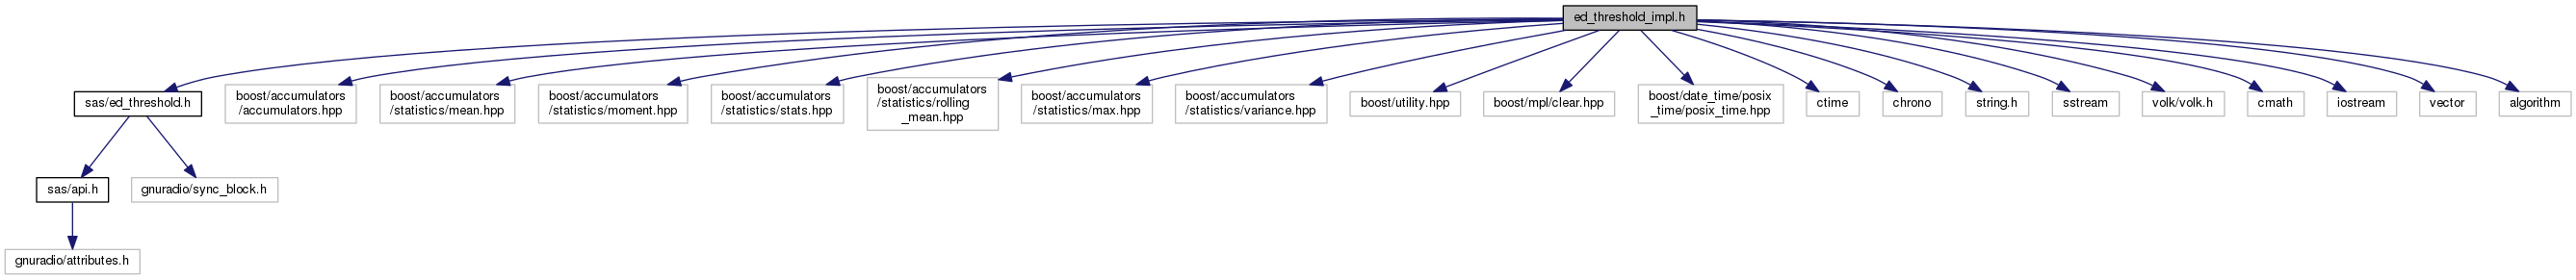 ed_threshold_impl.h
sas/ed_threshold.h
boost/accumulators
/accumulators.hpp
boost/accumulators
/statistics/mean.hpp
boost/accumulators
/statistics/moment.hpp
boost/accumulators
/statistics/stats.hpp
boost/accumulators
/statistics/rolling
_mean.hpp
boost/accumulators
/statistics/max.hpp
boost/accumulators
/statistics/variance.hpp
boost/utility.hpp
boost/mpl/clear.hpp
boost/date_time/posix
_time/posix_time.hpp
ctime
chrono
string.h
sstream
volk/volk.h
cmath
iostream
vector
algorithm
sas/api.h
gnuradio/sync_block.h
gnuradio/attributes.h